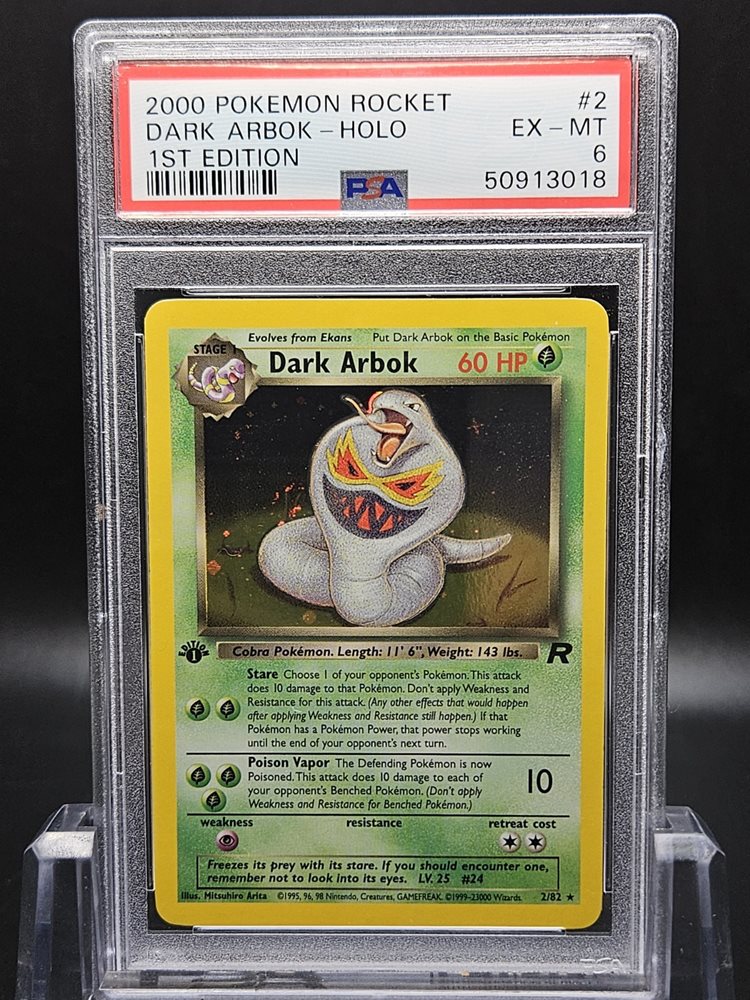 2000 POKEMON ROCKET #2
DARK ARBOK – HOLO EX – MT
1ST EDITION 6
PSA 50913018
Evolves from Ekans Put Dark Arbok on the Basic Pokémon
STAGE 1
Dark Arbok 60 HP
EDITION
1
Cobra Pokémon. Length: 11' 6", Weight: 143 lbs.
R
Stare Choose 1 of your opponent's Pokémon. This attack
does 10 damage to that Pokémon. Don't apply Weakness and
Resistance for this attack. (Any other effects that would happen
after applying Weakness and Resistance still happen.) If that
Pokémon has a Pokémon Power, that power stops working
until the end of your opponent's next turn.
Poison Vapor The Defending Pokémon is now
Poisoned. This attack does 10 damage to each of
your opponent's Benched Pokémon. (Don't apply
Weakness and Resistance for Benched Pokémon.)
10
weakness resistance retreat cost
Freezes its prey with its stare. If you should encounter one,
remember not to look into its eyes. LV. 25 #24
Illus. Mitsuhiro Arita ©1995, 96, 98 Nintendo, Creatures, GAMEFREAK. ©1999-23000 Wizards. 2/82 ★